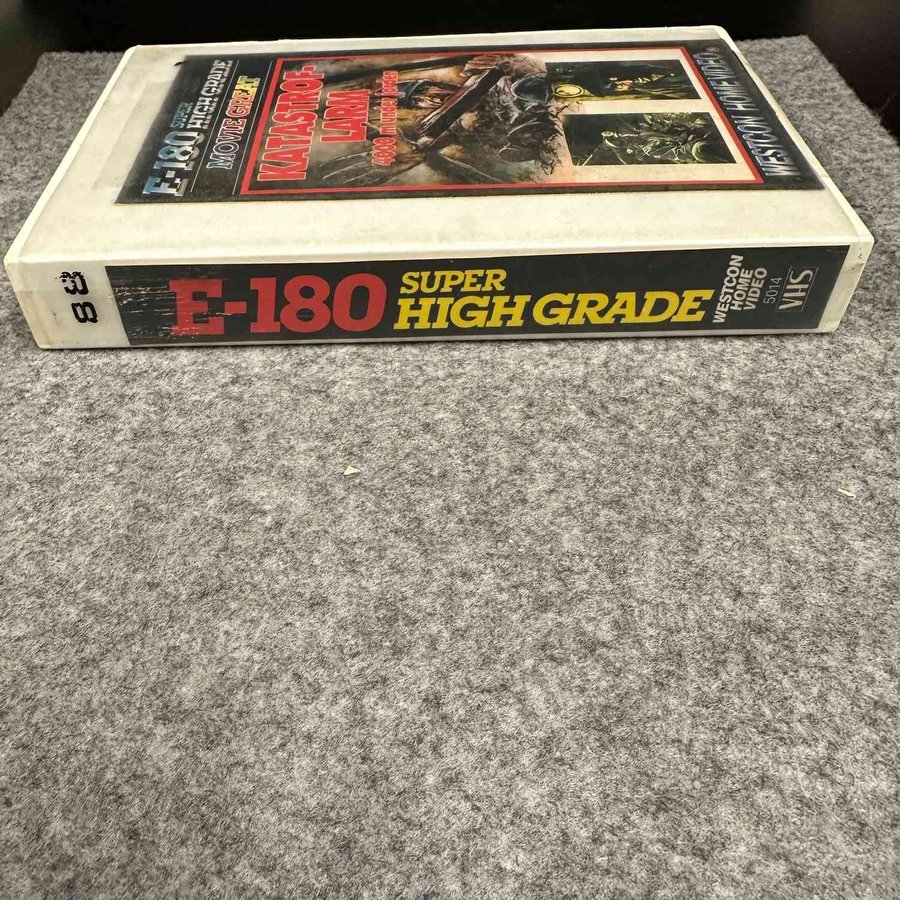 E-180 SUPER
HIGH GRADE
MOVIE GREAT
KATASTROF-
LARM
WESTCON HOME VIDEO
88
E-180
SUPER
HIGH GRADE
WESTCON
HOME
VIDEO
5014
VHS